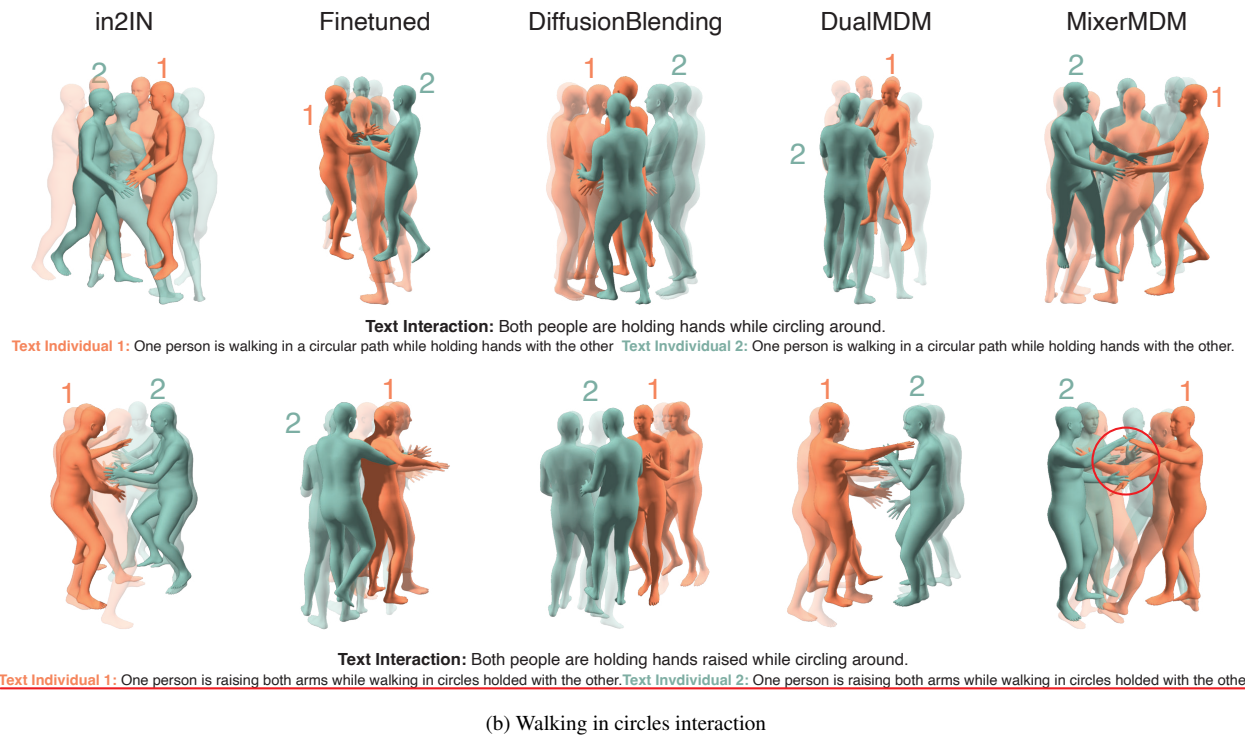 in2IN Finetuned DiffusionBlending DualMDM MixerMDM
2 1 1 2 1 2 1 2 2 1
Text Interaction: Both people are holding hands while circling around.
Text Individual 1: One person is walking in a circular path while holding hands with the other Text Invdividual 2: One person is walking in a circular path while holding hands with the other.
1 2 2 1 2 1 1 2 2 1
Text Interaction: Both people are holding hands raised while circling around.
Text Individual 1: One person is raising both arms while walking in circles holded with the other. Text Invdividual 2: One person is raising both arms while walking in circles holded with the othe
(b) Walking in circles interaction